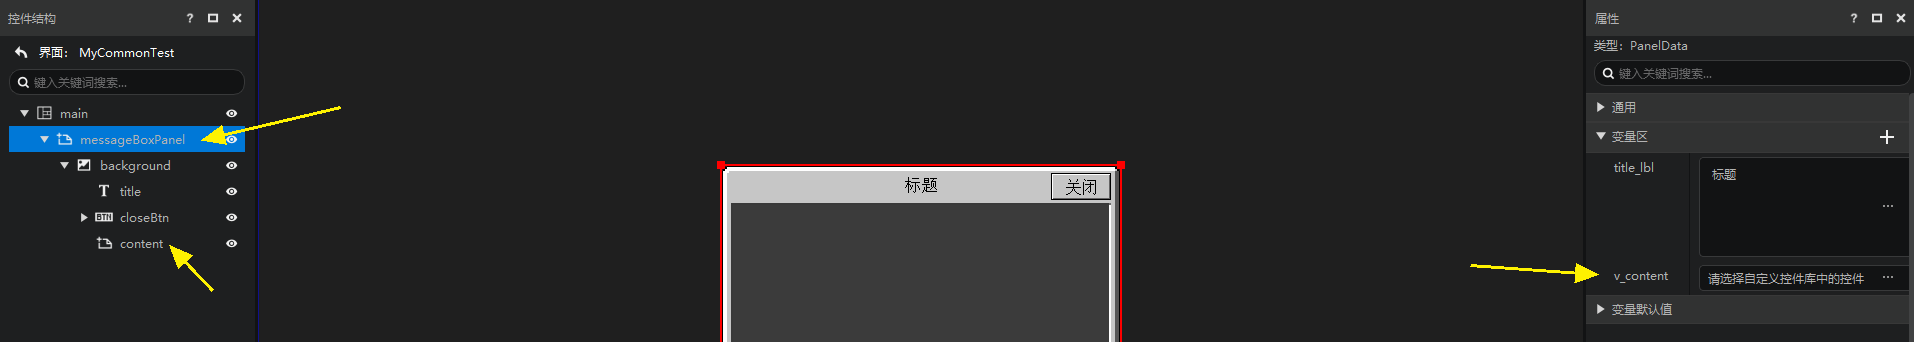 控件结构
?
界面： MyCommonTest
键入关键词搜索...
main
messageBoxPanel
background
T title
BTN closeBtn
content
标题
关闭
属性
?
类型： PanelData
键入关键词搜索...
通用
变量区
title_lbl
标题
...
v_content
请选择自定义控件库中的控件 ...
变量默认值